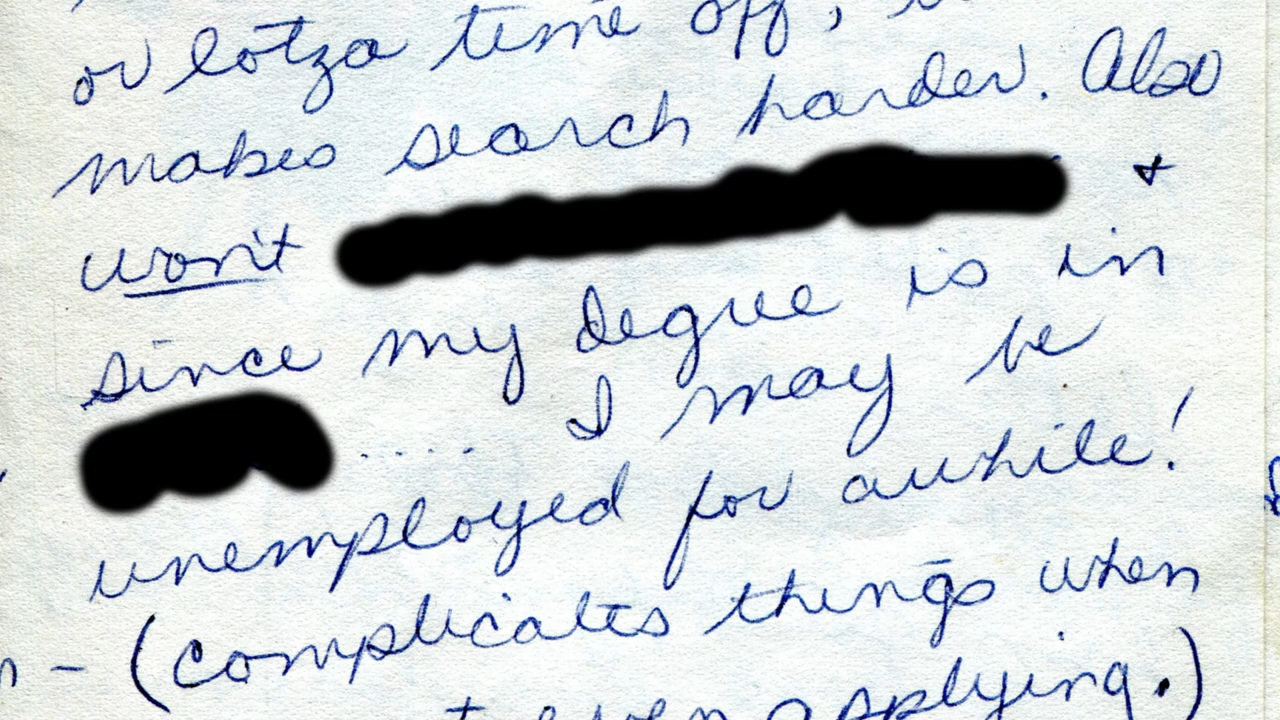 or lotza time off,
makes search harder. Also
won't &
since my degree is in
.... I may be
unemployed for awhile!
- (complicates things when
even applying.)